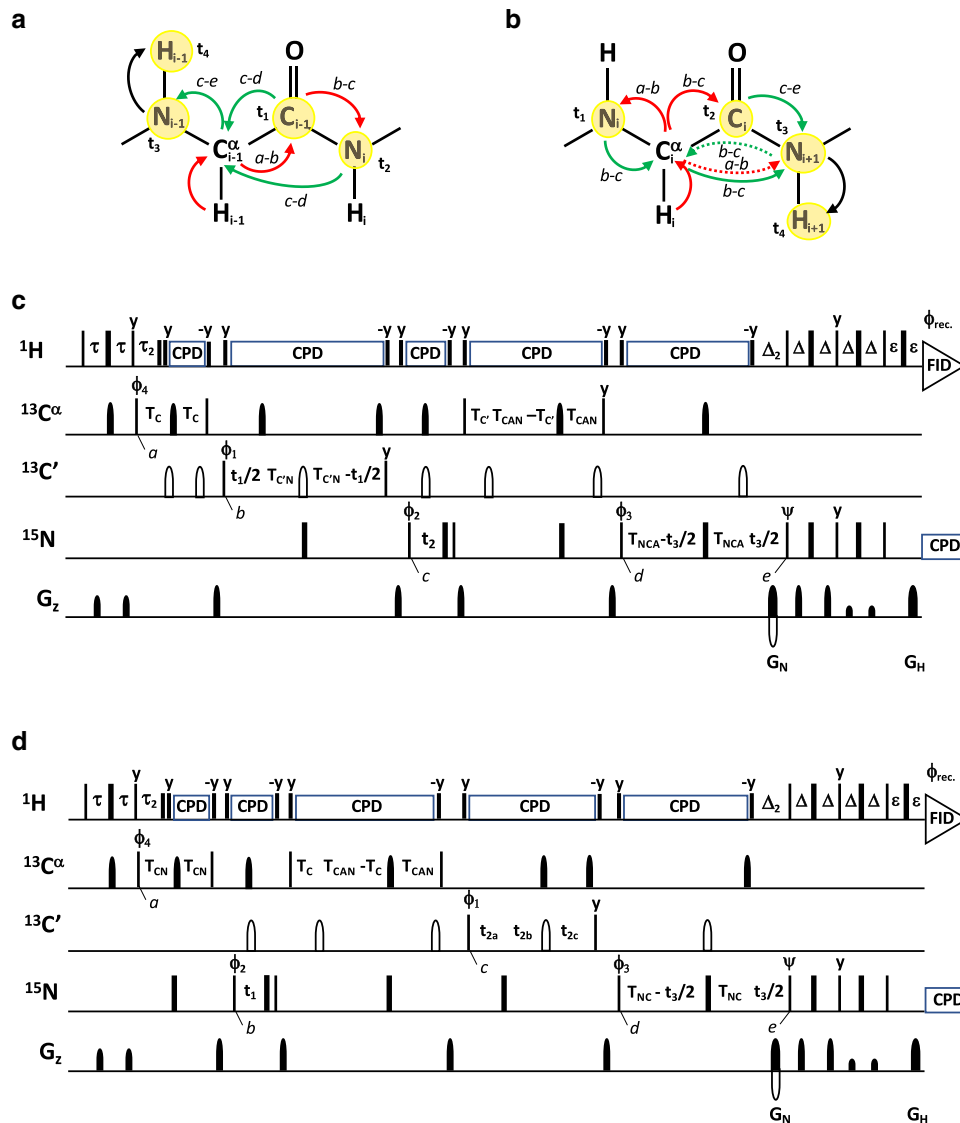 a
H i-1 t4
O
c-e c-d b-c
t1
N i-1 C i-1
t3 C α i-1 a-b N i t2
c-d
H i-1 H i
b
H O
a-b b-c c-e
t1 t2 t3
N i C i
b-c C α i b-c a-b N i+1
b-c
H i t4 H i+1
c
y y -y y -y y -y y -y y -y y ϕrec.
1H τ τ τ2 CPD CPD CPD CPD CPD Δ2 Δ Δ Δ Δ ε ε FID
ϕ4 y
13Cα TC TC TC' TCAN –TC' TCAN
a
ϕ1 y
13C' t1/2 TC'N TC'N -t1/2
b
ϕ2 ϕ3 ψ y
15N t2 TNCA-t3/2 TNCA t3/2 CPD
c d e
Gz
GN GH
d
y y -y y -y y -y y -y y -y y ϕrec.
1H τ τ τ2 CPD CPD CPD CPD CPD Δ2 Δ Δ Δ Δ ε ε FID
ϕ4
13Cα TCN TCN TC TCAN -TC TCAN
a
ϕ1 y
13C' t2a t2b t2c
c
ϕ2 ϕ3 ψ y
15N t1 TNC - t3/2 TNC t3/2 CPD
b d e
Gz
GN GH